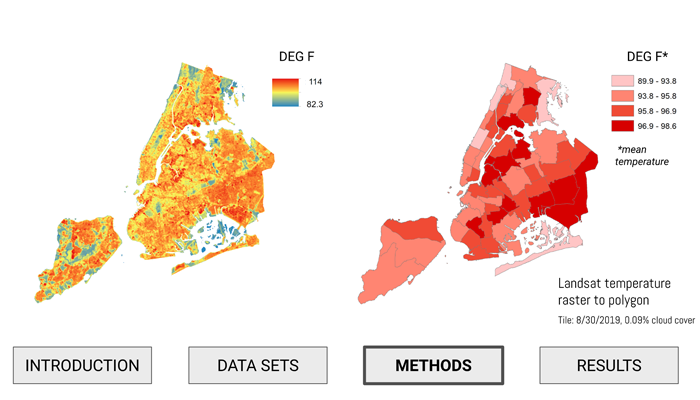 DEG F
114
82.3
DEG F*
89.9 - 93.8
93.8 - 95.8
95.8 - 96.9
96.9 - 98.6
*mean
temperature
Landsat temperature
raster to polygon
Tile: 8/30/2019, 0.09% cloud cover
INTRODUCTION
DATA SETS
METHODS
RESULTS